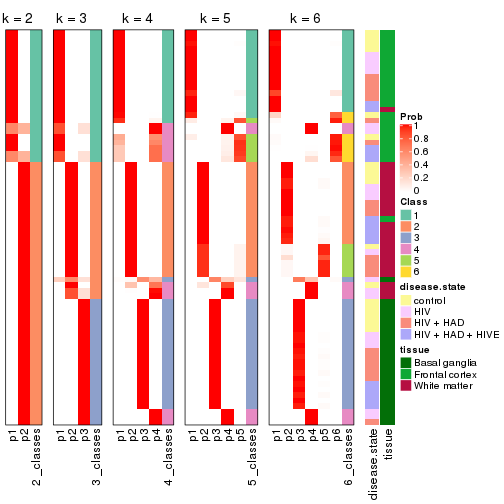 k = 2
k = 3
k = 4
k = 5
k = 6
p1
p2
2_classes
p1
p2
p3
3_classes
p1
p2
p3
p4
4_classes
p1
p2
p3
p4
p5
5_classes
p1
p2
p3
p4
p5
p6
6_classes
disease.state
tissue
Prob
1
0.8
0.6
0.4
0.2
0
Class
1
2
3
4
5
6
disease.state
control
HIV
HIV + HAD
HIV + HAD + HIVE
tissue
Basal ganglia
Frontal cortex
White matter